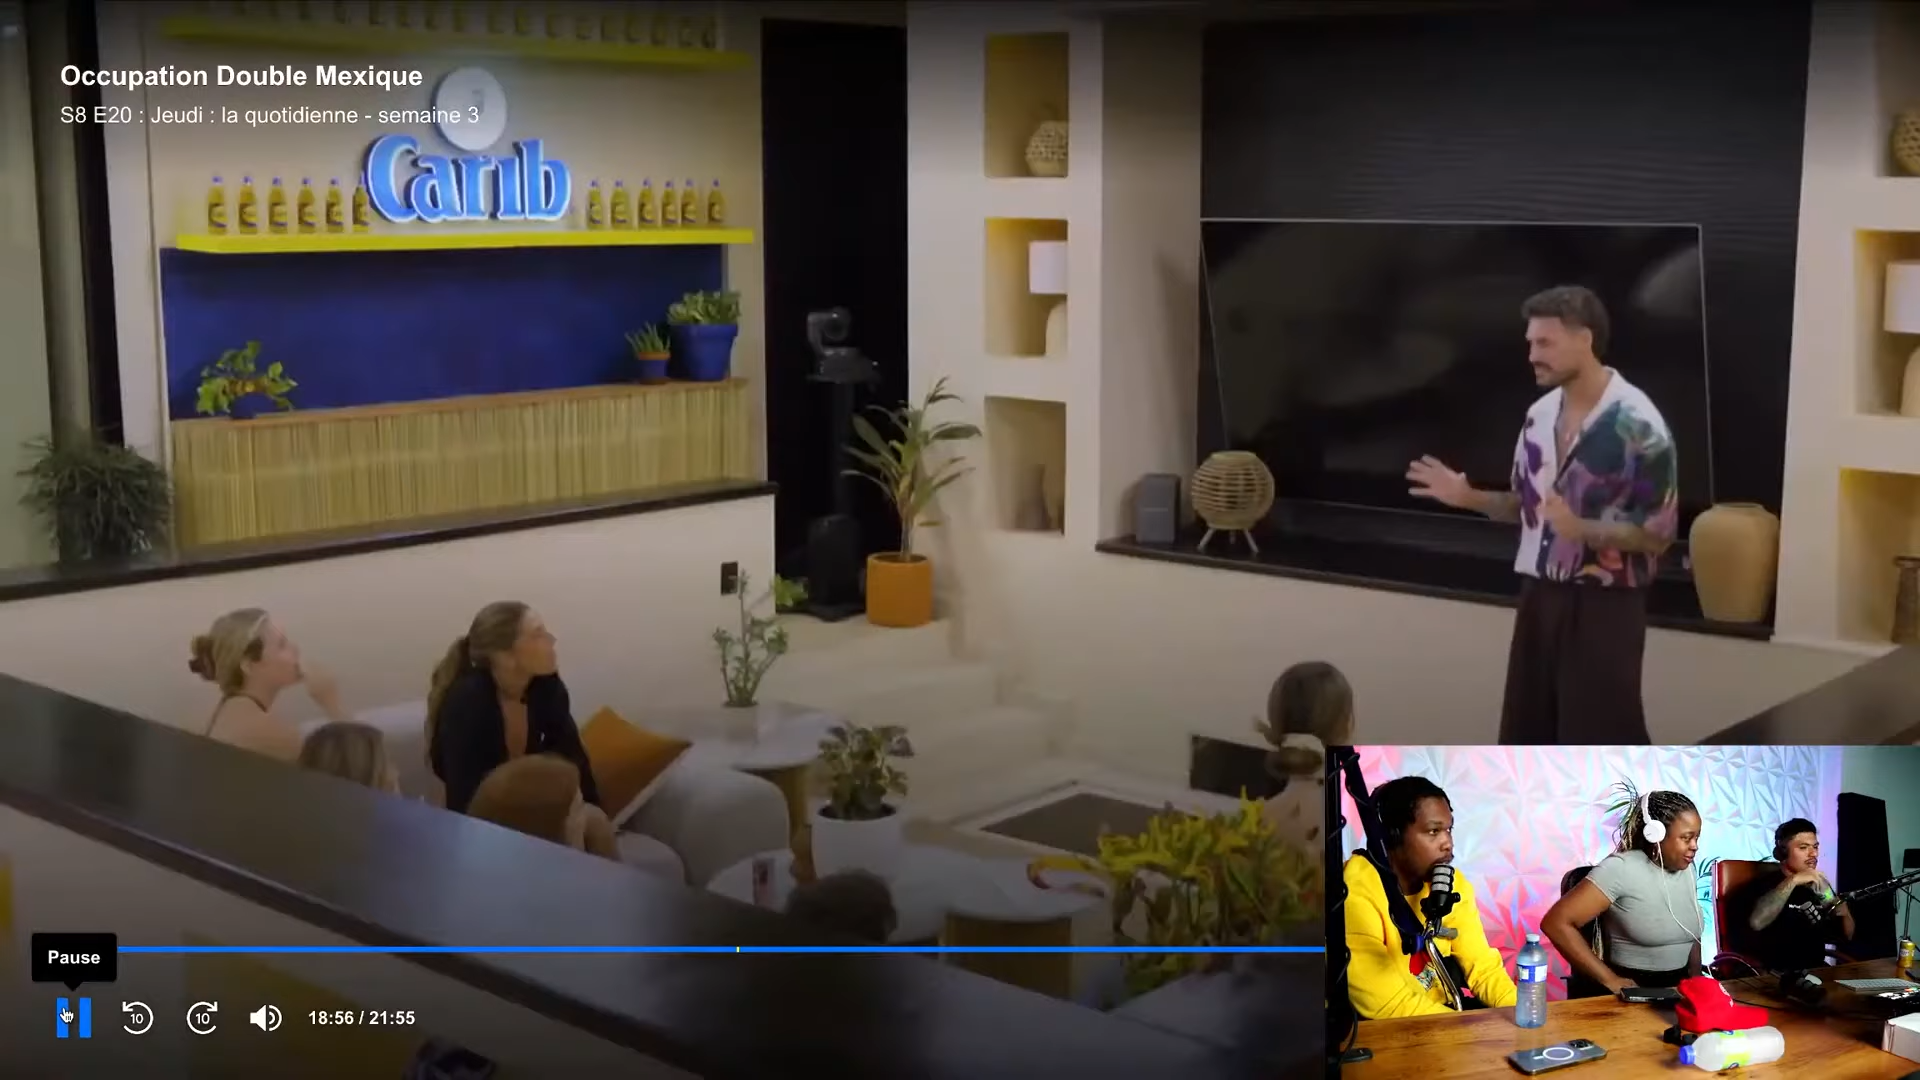 Occupation Double Mexique
S8 E20 : Jeudi : la quotidienne - semaine 3
Carib
Pause
10
10
18:56 / 21:55